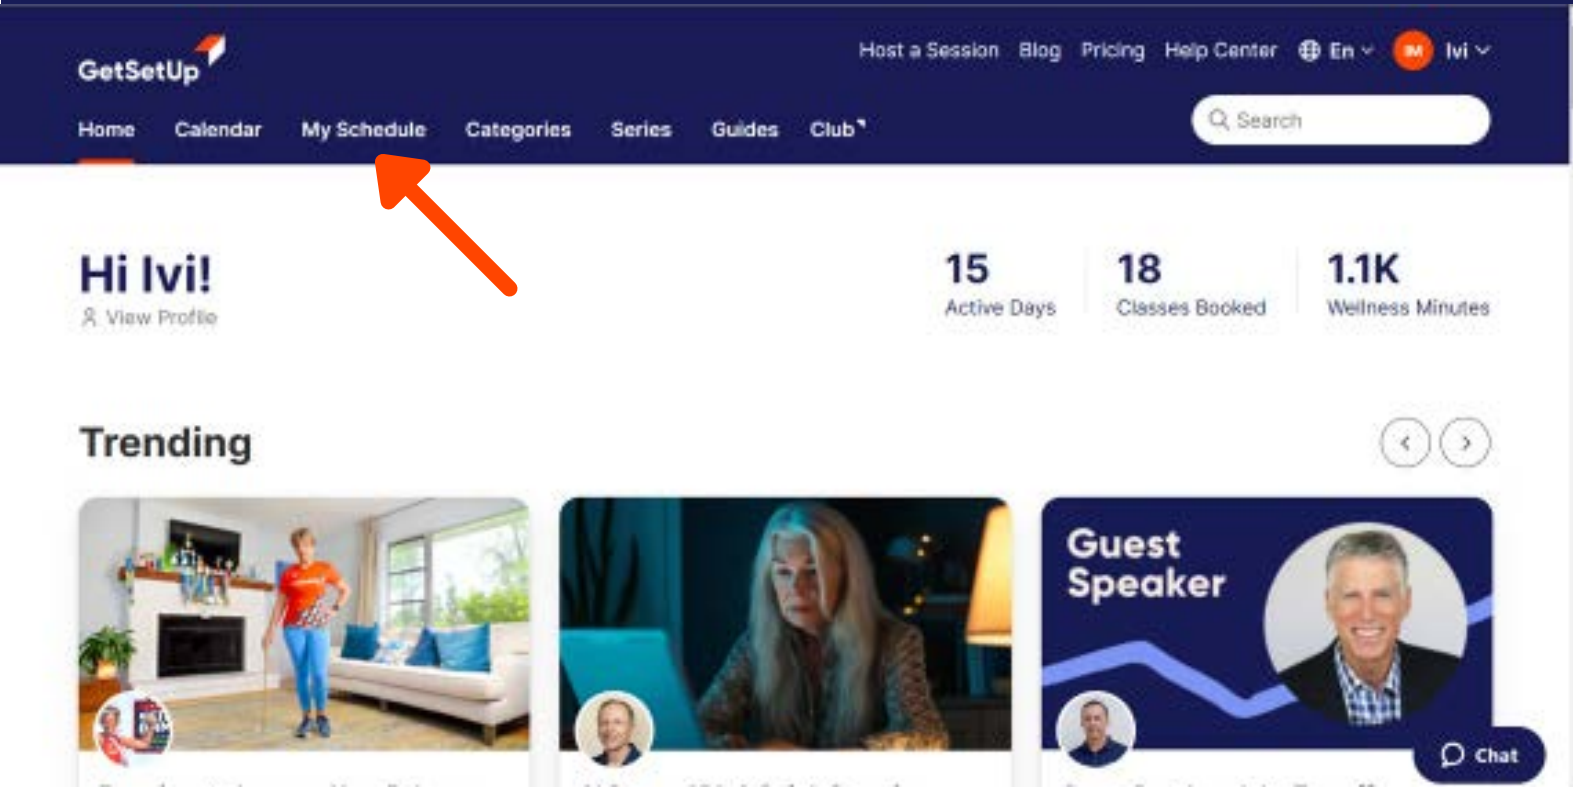 Host a Session Blog Pricing Help Center En IM Ivi
GetSetUp
Home Calendar My Schedule Categories Series Guides Club
Search
Hi Ivi!
View Profile
15 18 1.1K
Active Days Classes Booked Wellness Minutes
Trending
Guest
Speaker
Chat